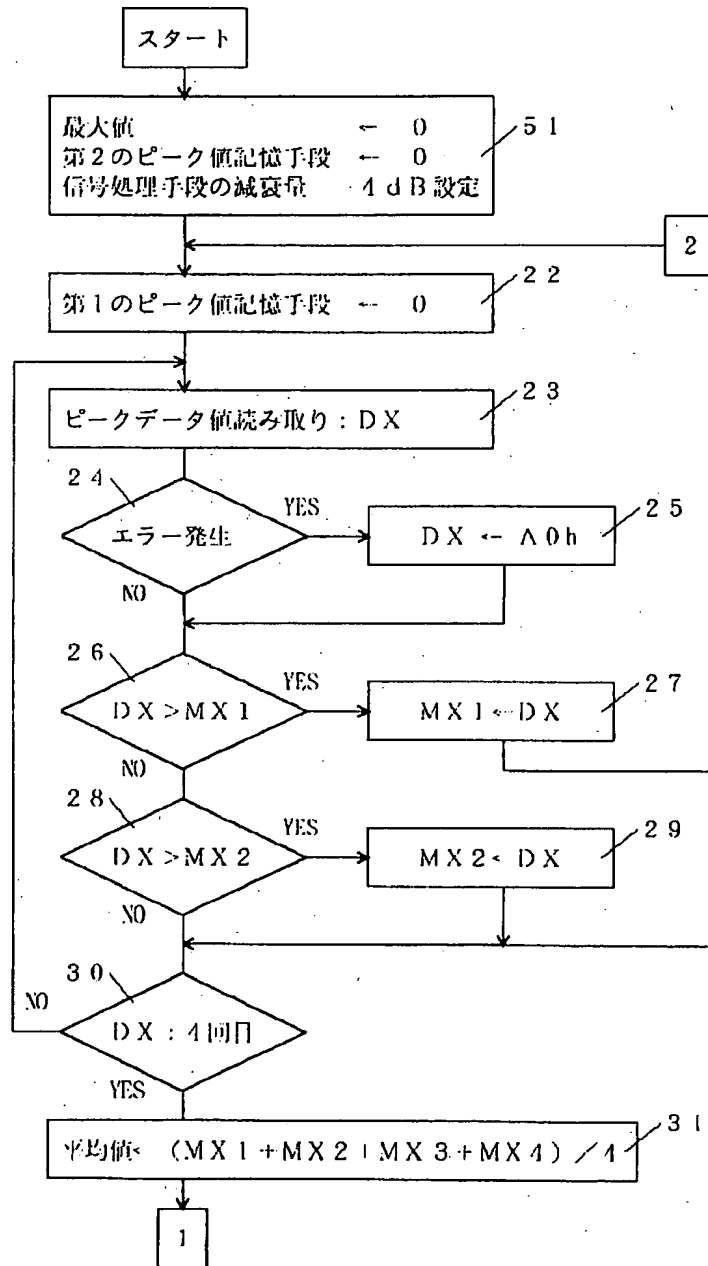 スタート
最大値 ← 0
第2のピーク値記憶手段 ← 0
信号処理手段の減衰量 4dB設定
51
2
22
第1のピーク値記憶手段 ← 0
23
ピークデータ値読み取り:DX
24
エラー発生
YES
25
DX ← A0h
NO
26
DX>MX1
YES
27
MX1←DX
NO
28
DX>MX2
YES
29
MX2← DX
NO
30
NO
DX:4回目
YES
31
平均値← (MX1+MX2+MX3+MX4)/4
1